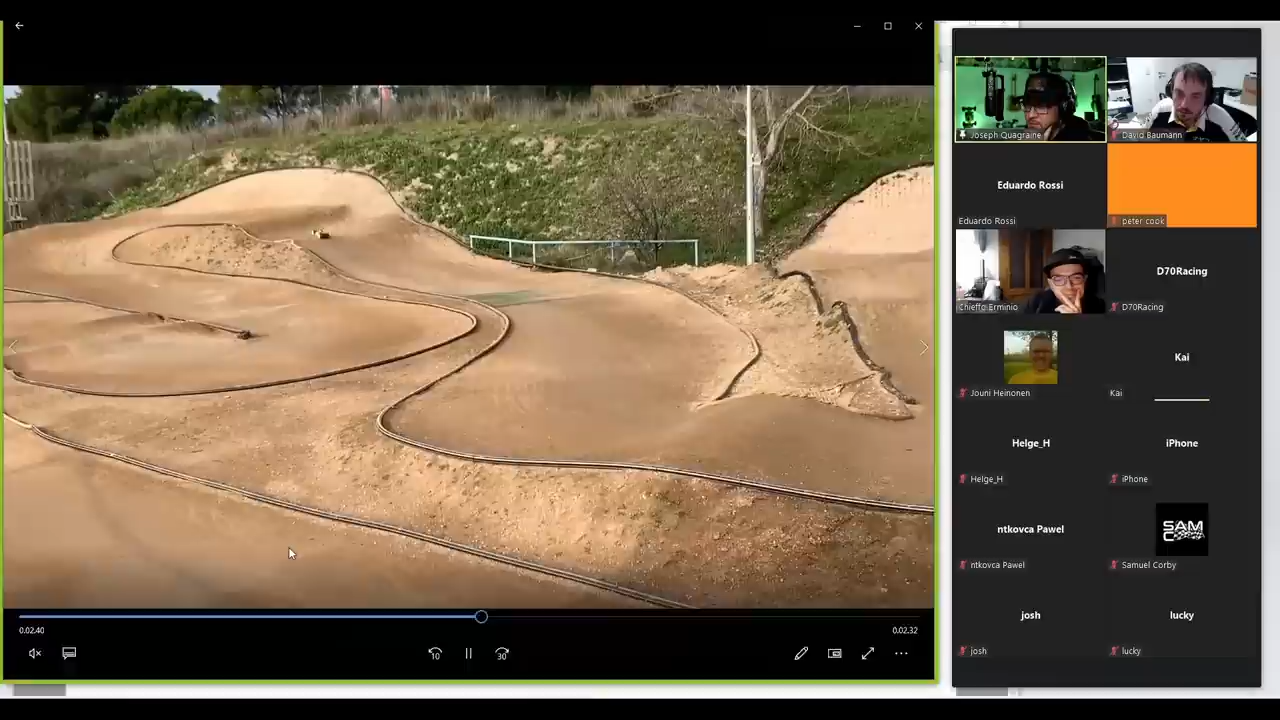 Joseph Quagraine
David Baumann
Eduardo Rossi
Eduardo Rossi
peter cook
Chieffo Erminio
D70Racing
D70Racing
Jouni Heinonen
Kai
Kai
Helge_H
Helge_H
iPhone
iPhone
ntkovca Pawel
ntkovca Pawel
SAM
C
Samuel Corby
josh
josh
lucky
lucky
0:02:40
0:02:32
10
30